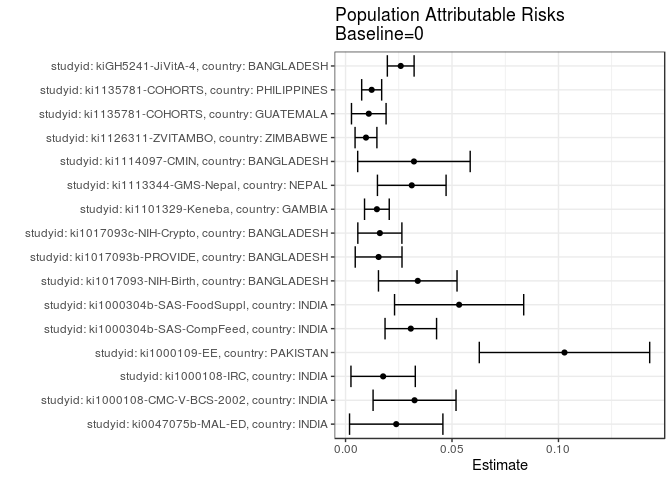 Population Attributable Risks
Baseline=0
studyid: kiGH5241-JiVitA-4, country: BANGLADESH
studyid: ki1135781-COHORTS, country: PHILIPPINES
studyid: ki1135781-COHORTS, country: GUATEMALA
studyid: ki1126311-ZVITAMBO, country: ZIMBABWE
studyid: ki1114097-CMIN, country: BANGLADESH
studyid: ki1113344-GMS-Nepal, country: NEPAL
studyid: ki1101329-Keneba, country: GAMBIA
studyid: ki1017093c-NIH-Crypto, country: BANGLADESH
studyid: ki1017093b-PROVIDE, country: BANGLADESH
studyid: ki1017093-NIH-Birth, country: BANGLADESH
studyid: ki1000304b-SAS-FoodSuppl, country: INDIA
studyid: ki1000304b-SAS-CompFeed, country: INDIA
studyid: ki1000109-EE, country: PAKISTAN
studyid: ki1000108-IRC, country: INDIA
studyid: ki1000108-CMC-V-BCS-2002, country: INDIA
studyid: ki0047075b-MAL-ED, country: INDIA
0.00 0.05 0.10
Estimate